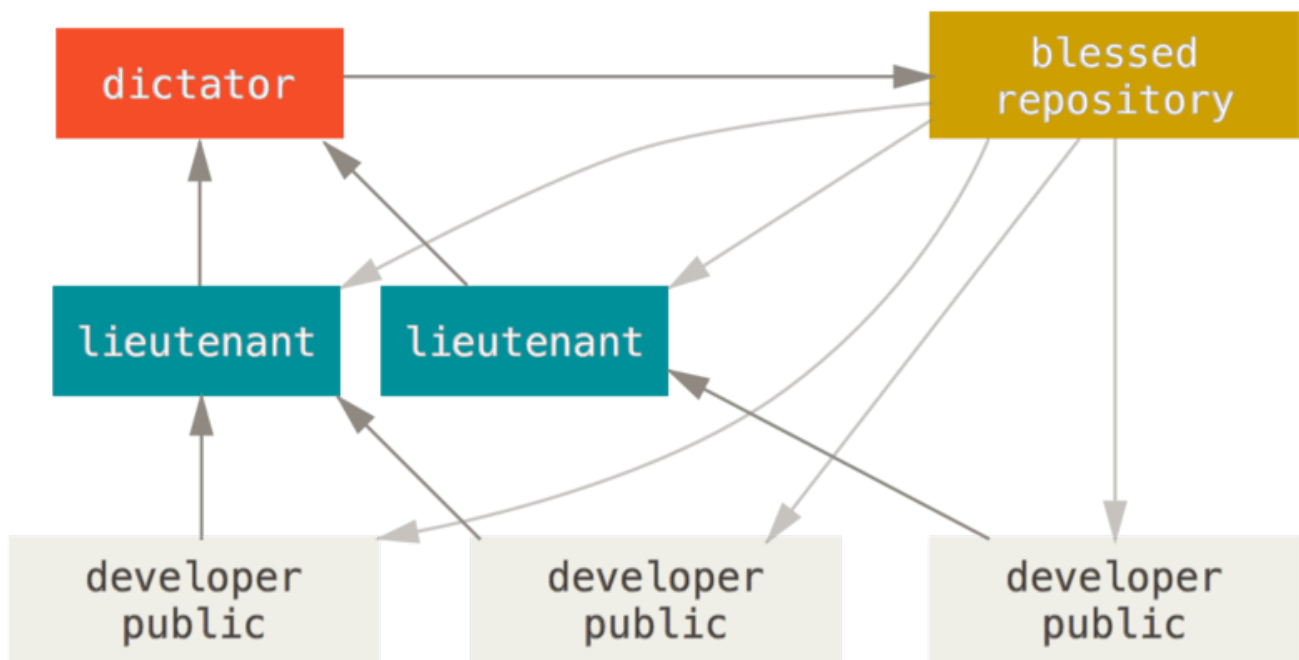 dictator
blessed
repository
lieutenant
lieutenant
developer
public
developer
public
developer
public